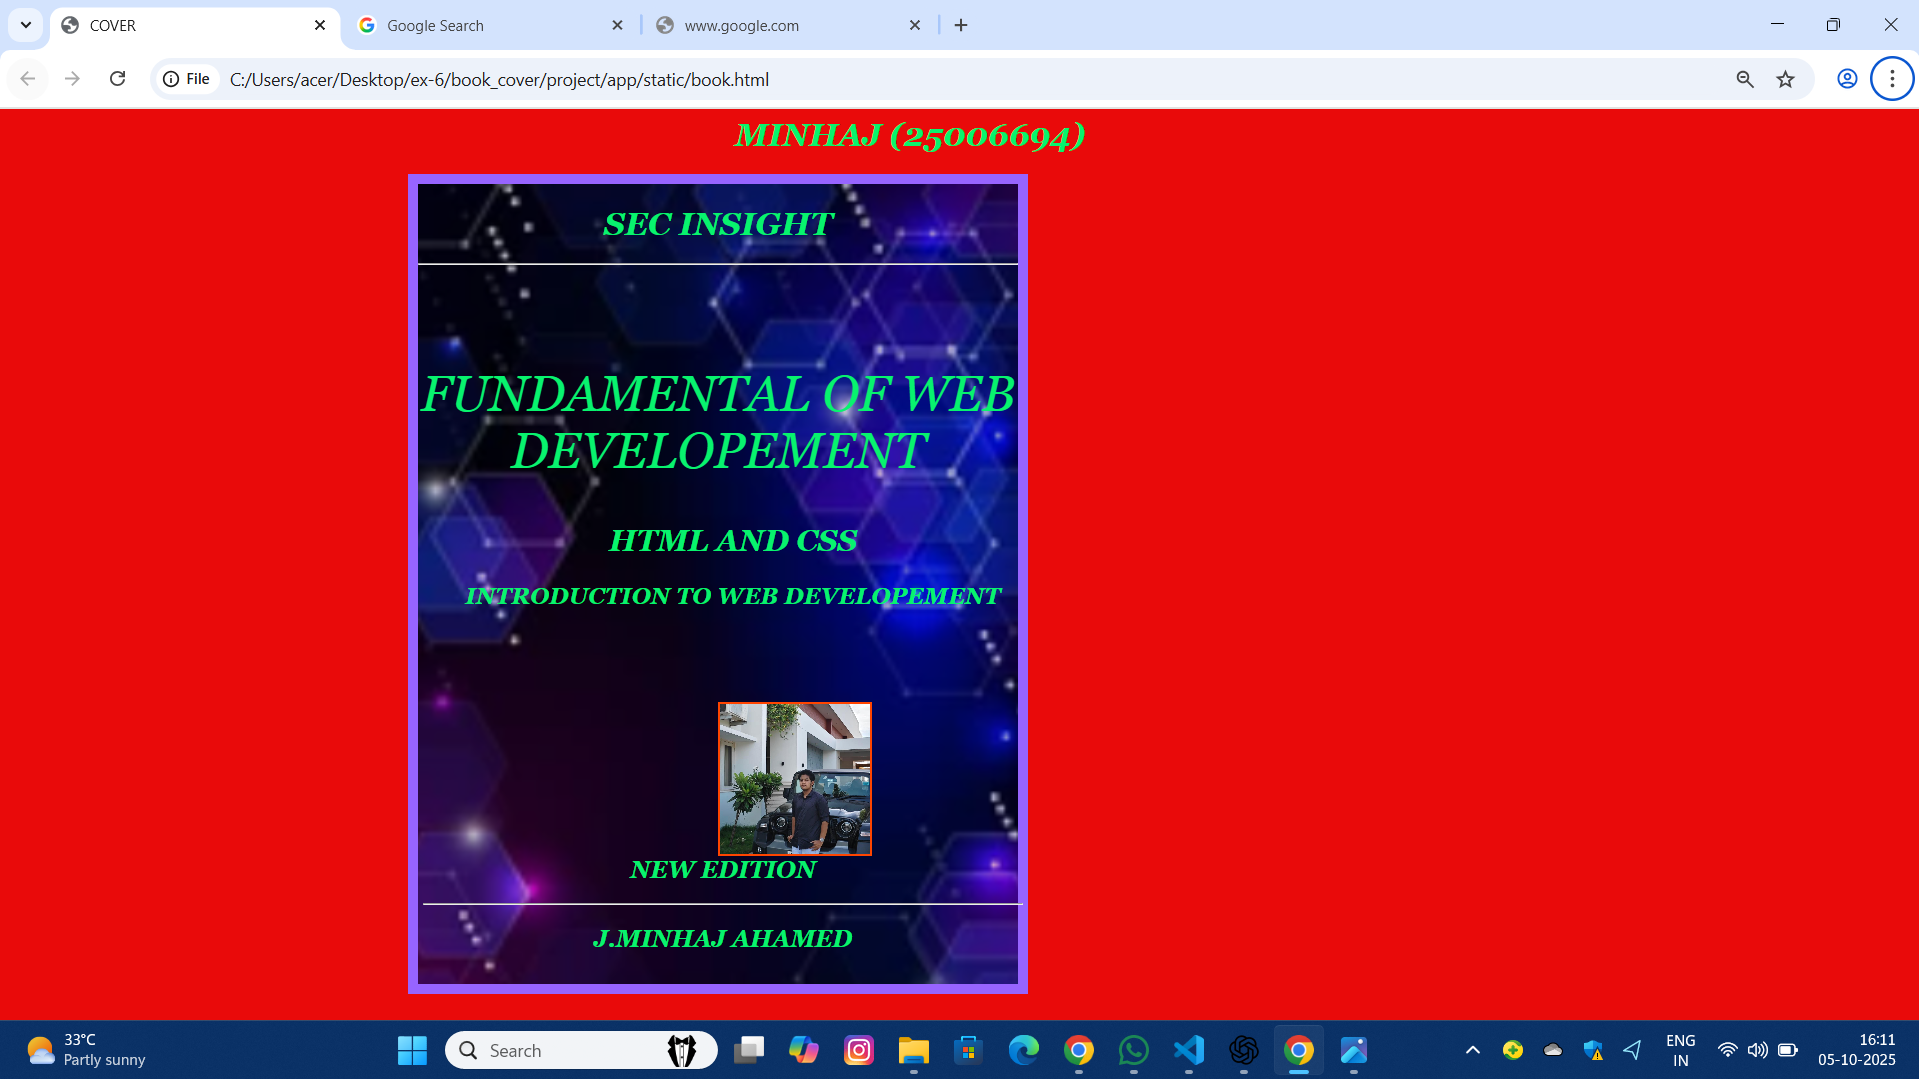 COVER
Google Search
www.google.com
File
C:/Users/acer/Desktop/ex-6/book_cover/project/app/static/book.html
MINHAJ (25006694)
SEC INSIGHT
FUNDAMENTAL OF WEB
DEVELOPEMENT
HTML AND CSS
INTRODUCTION TO WEB DEVELOPEMENT
NEW EDITION
J.MINHAJ AHAMED
33°C
Partly sunny
Search
ENG
IN
16:11
05-10-2025